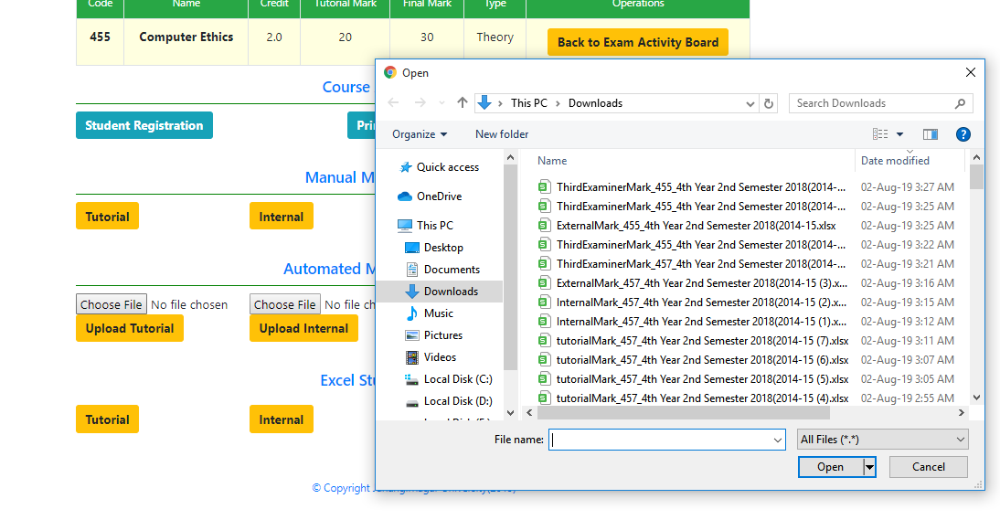 Code Name Credit Tutorial Mark Final Mark Type Operations
455 Computer Ethics 2.0 20 30 Theory Back to Exam Activity Board
Course
Student Registration
Manual
Tutorial Internal
Automated
Choose File No file chosen Choose File No file
Upload Tutorial Upload Internal
Excel
Tutorial Internal
© Copyright
Open
This PC > Downloads
Search Downloads
Organize New folder
Quick access
OneDrive
This PC
Desktop
Documents
Downloads
Music
Pictures
Videos
Local Disk (C:)
Local Disk (D:)
Name Date modified
ThirdExaminerMark_455_4th Year 2nd Semester 2018(2014-... 02-Aug-19 3:27 AM
ThirdExaminerMark_455_4th Year 2nd Semester 2018(2014-... 02-Aug-19 3:25 AM
ExternalMark_455_4th Year 2nd Semester 2018(2014-15.xlsx 02-Aug-19 3:25 AM
ThirdExaminerMark_455_4th Year 2nd Semester 2018(2014-... 02-Aug-19 3:22 AM
ThirdExaminerMark_457_4th Year 2nd Semester 2018(2014-... 02-Aug-19 3:21 AM
ExternalMark_457_4th Year 2nd Semester 2018(2014-15 (3).x... 02-Aug-19 3:16 AM
InternalMark_457_4th Year 2nd Semester 2018(2014-15 (2).x... 02-Aug-19 3:15 AM
InternalMark_457_4th Year 2nd Semester 2018(2014-15 (1).x... 02-Aug-19 3:12 AM
tutorialMark_457_4th Year 2nd Semester 2018(2014-15 (7).xlsx 02-Aug-19 3:11 AM
tutorialMark_457_4th Year 2nd Semester 2018(2014-15 (6).xlsx 02-Aug-19 3:07 AM
tutorialMark_457_4th Year 2nd Semester 2018(2014-15 (5).xlsx 02-Aug-19 3:05 AM
tutorialMark_457_4th Year 2nd Semester 2018(2014-15 (4).xlsx 02-Aug-19 2:55 AM
File name: All Files (*.*)
Open Cancel